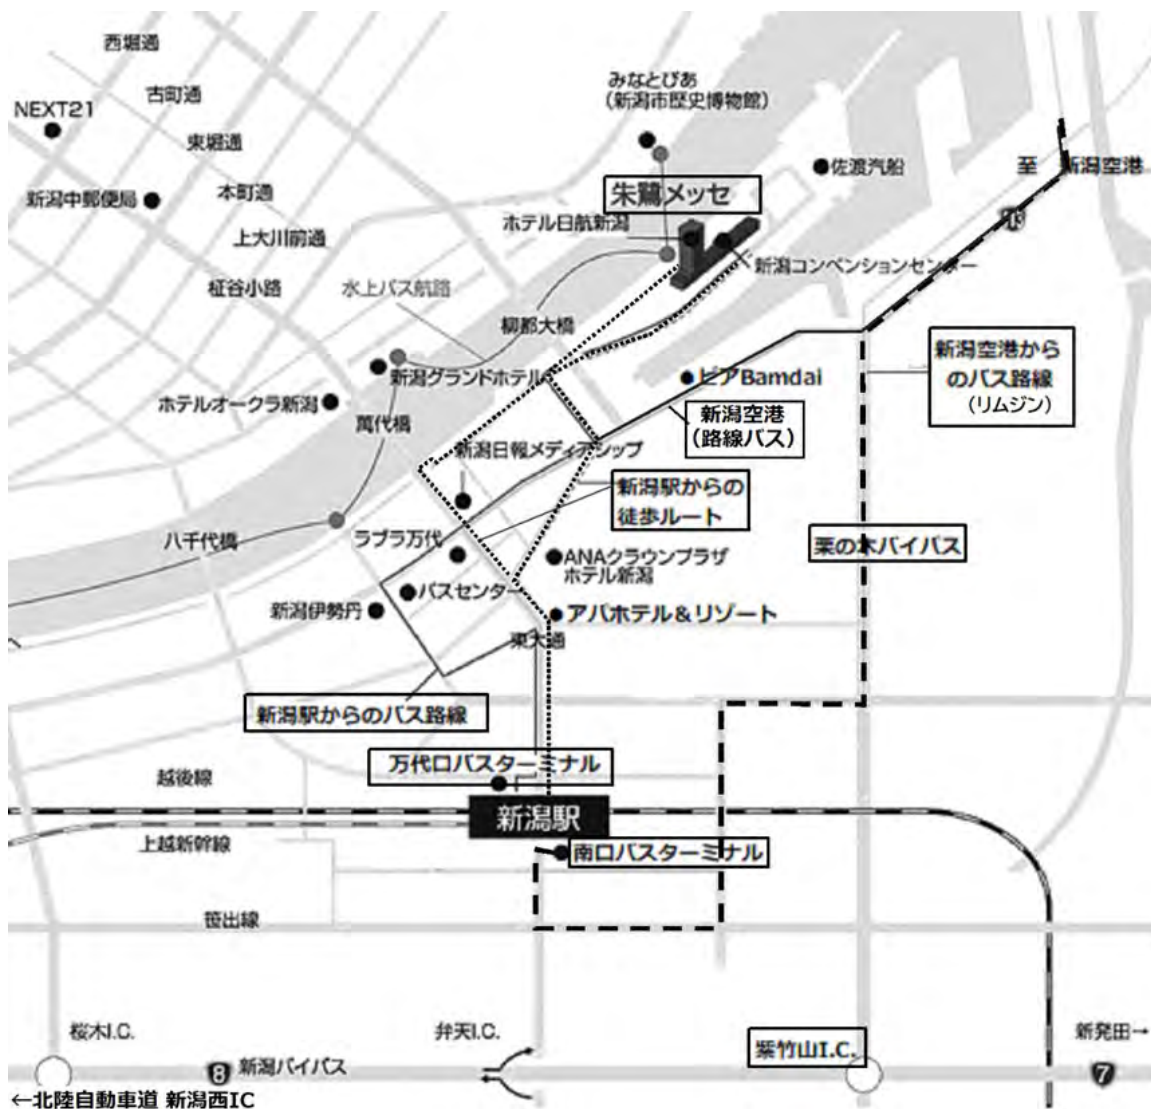 西堀通
古町通
NEXT21
東堀通
新潟中郵便局
本町通
上大川前通
柾谷小路
水上バス航路
みなとぴあ
(新潟市歴史博物館)
朱鷺メッセ
佐渡汽船
至 新潟空港
ホテル日航新潟
新潟コンベンションセンター
柳都大橋
新潟グランドホテル
ホテルオークラ新潟
萬代橋
ピアBamdai
新潟空港
(路線バス)
新潟空港から
のバス路線
(リムジン)
新潟日報メディアシップ
新潟駅からの
徒歩ルート
八千代橋
ラブラ万代
バスセンター
新潟伊勢丹
ANAクラウンプラザ
ホテル新潟
アパホテル&リゾート
栗の木バイパス
東大通
新潟駅からのバス路線
万代口バスターミナル
越後線
新潟駅
上越新幹線
南口バスターミナル
笹出線
桜木I.C.
弁天I.C.
紫竹山I.C.
新発田→
8
新潟バイパス
7
←北陸自動車道 新潟西IC